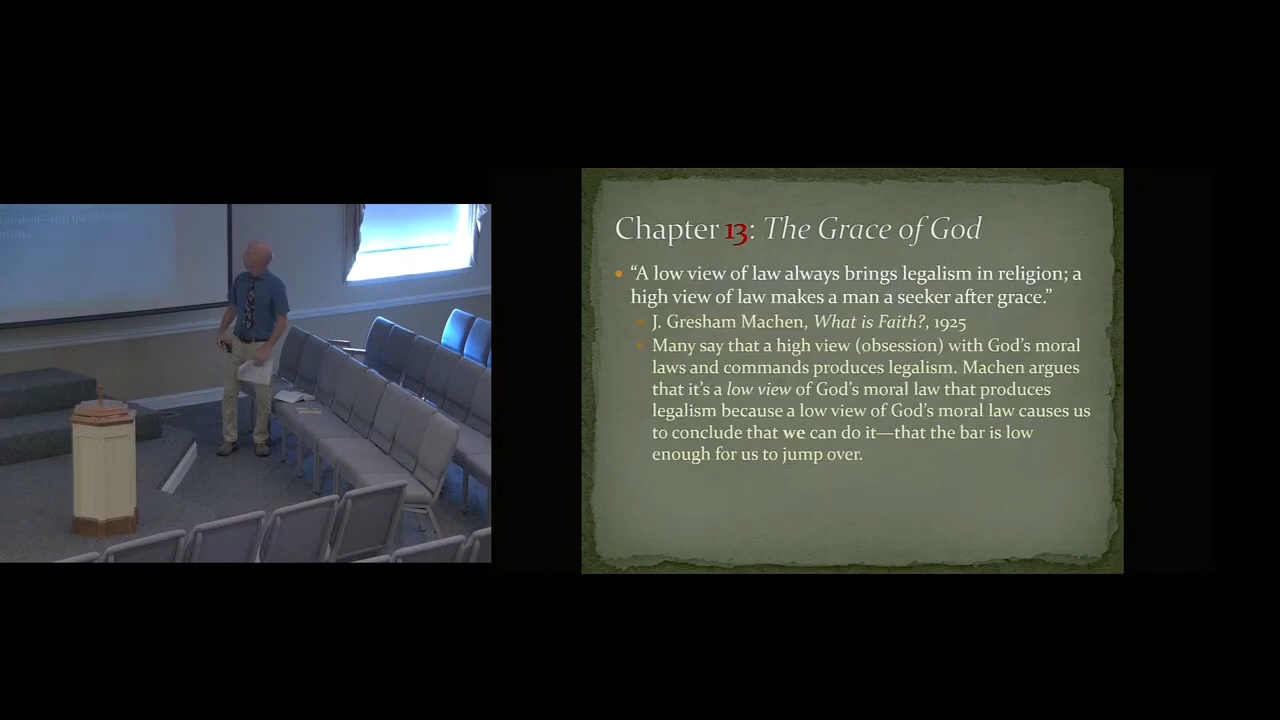 Chapter 13: The Grace of God
“A low view of law always brings legalism in religion; a
high view of law makes a man a seeker after grace.”
J. Gresham Machen, What is Faith?, 1925
Many say that a high view (obsession) with God’s moral
laws and commands produces legalism. Machen argues
that it’s a low view of God’s moral law that produces
legalism because a low view of God’s moral law causes us
to conclude that we can do it—that the bar is low
enough for us to jump over.